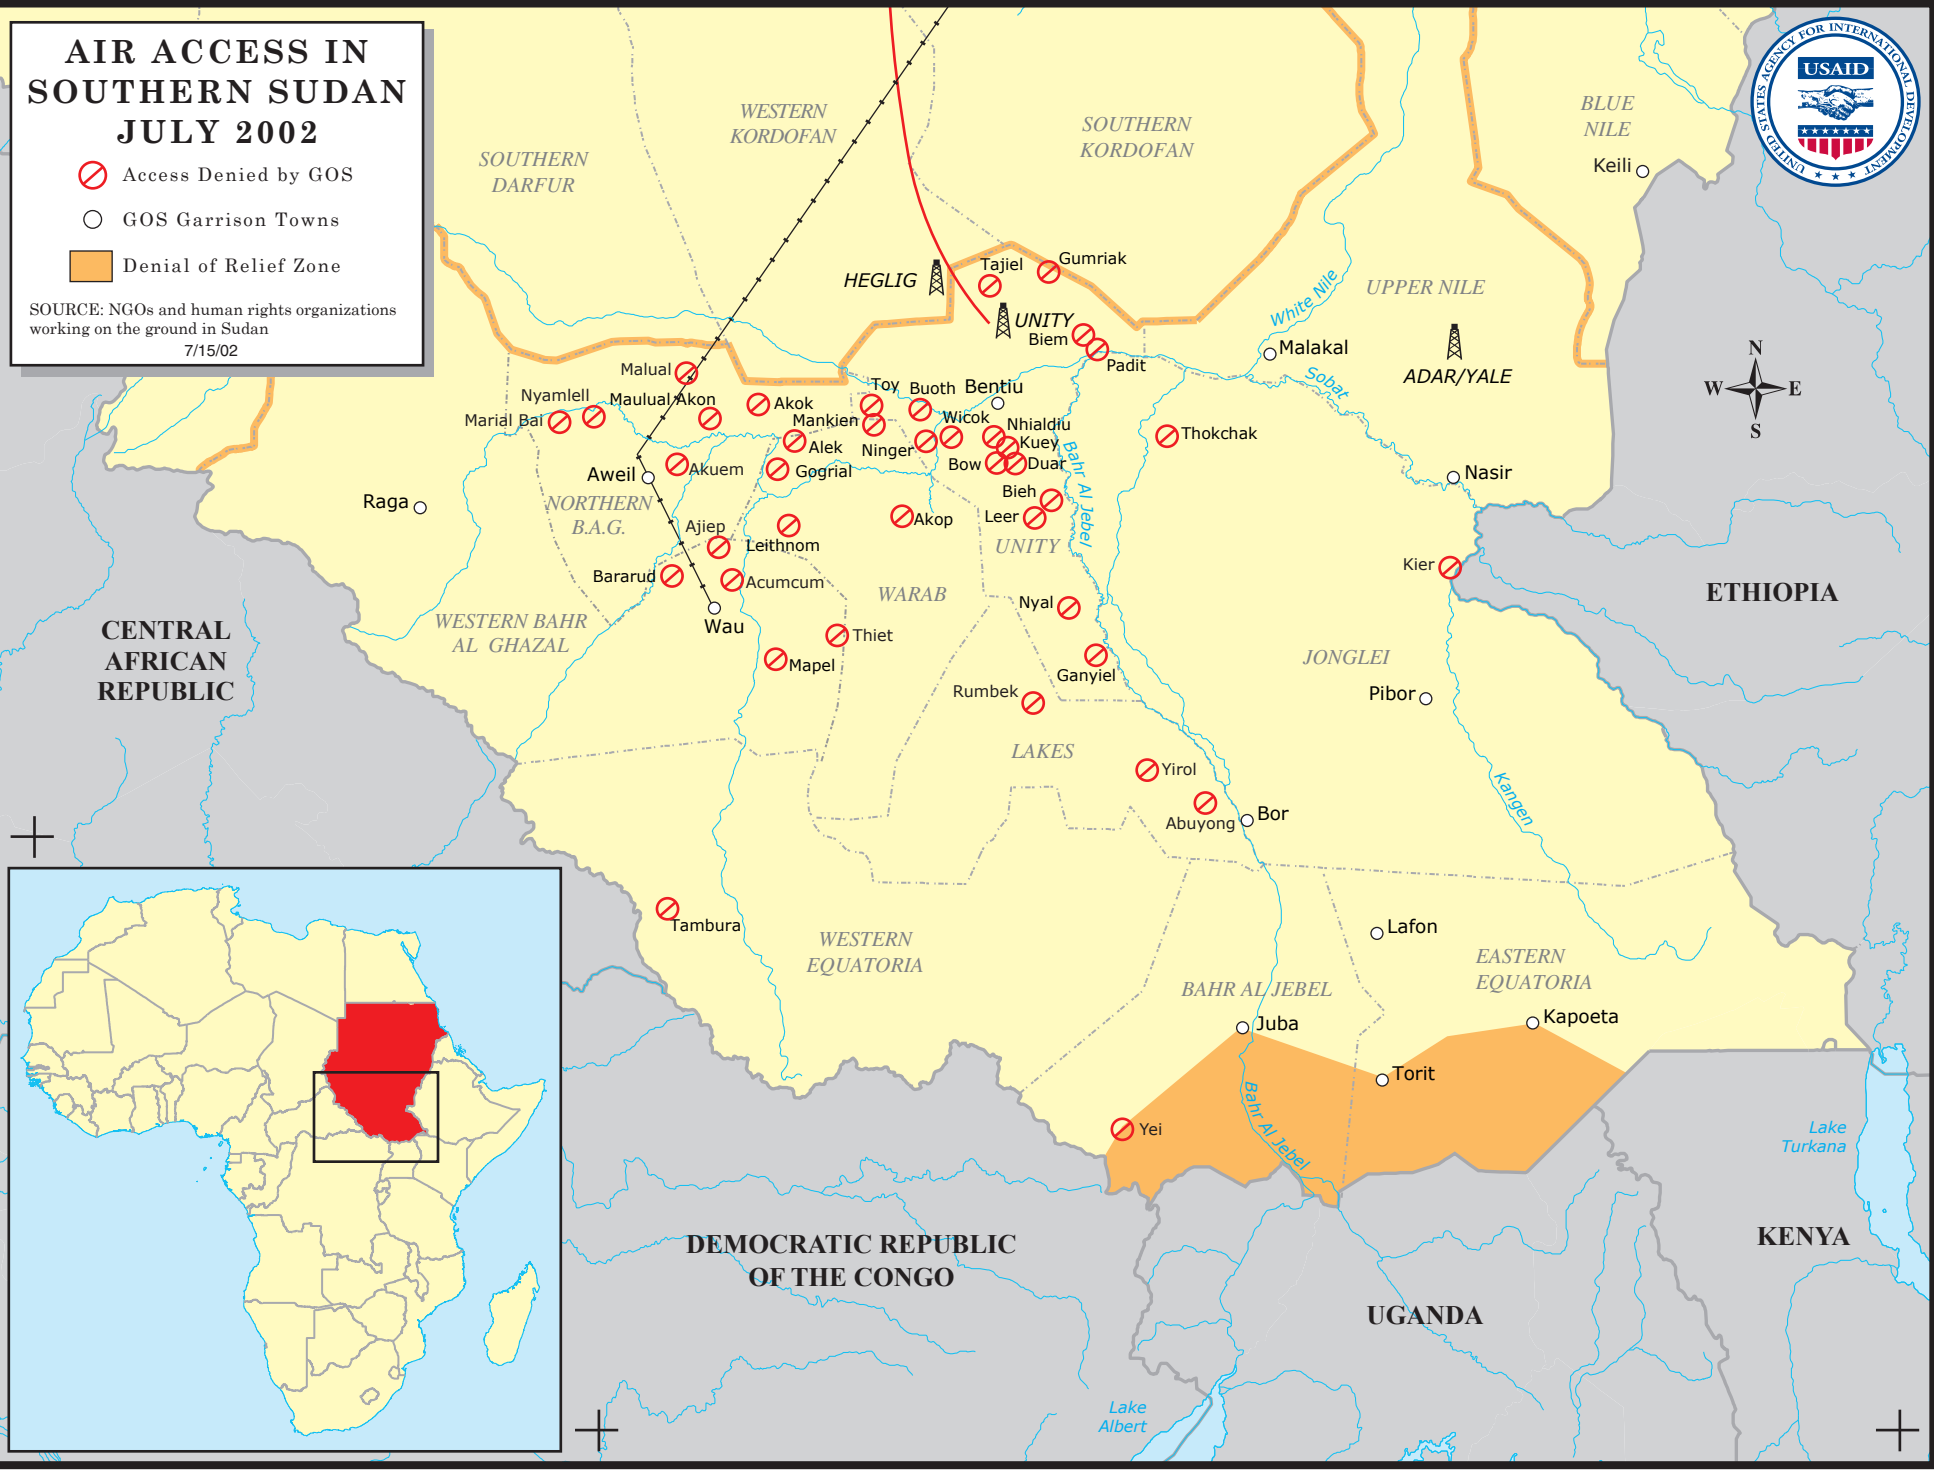 AIR ACCESS IN
SOUTHERN SUDAN
JULY 2002
Access Denied by GOS
GOS Garrison Towns
Denial of Relief Zone
SOURCE: NGOs and human rights organizations
working on the ground in Sudan
7/15/02
UNITED STATES AGENCY FOR INTERNATIONAL DEVELOPMENT
USAID
WESTERN
KORDOFAN
SOUTHERN
KORDOFAN
SOUTHERN
DARFUR
BLUE
NILE
Keili
HEGLIG
Tajiel
Gumriak
UNITY
Biem
Padit
White Nile
UPPER NILE
Malakal
ADAR/YALE
Sobat
N
W
E
S
Malual
Nyamlell
Maulual Akon
Marial Bai
Akok
Toy
Buoth
Bentiu
Mankien
Wicok
Nhialdiu
Alek
Ninger
Kuey
Thokchak
Aweil
Akuem
Gogrial
Bow
Duar
Bahr Al Jebel
Nasir
Raga
NORTHERN
B.A.G.
Bieh
Leer
Akop
Ajiep
Leithnom
UNITY
Bararud
Acumcum
WARAB
Kier
ETHIOPIA
Nyal
WESTERN BAHR
AL GHAZAL
Wau
Thiet
Mapel
CENTRAL
AFRICAN
REPUBLIC
Ganyiel
JONGLEI
Rumbek
Pibor
LAKES
Yirol
Kangen
Abuyong
Bor
Tambura
WESTERN
EQUATORIA
Lafon
EASTERN
EQUATORIA
BAHR AL JEBEL
Juba
Kapoeta
Torit
Yei
Bahr Al Jebel
Lake
Turkana
DEMOCRATIC REPUBLIC
OF THE CONGO
KENYA
UGANDA
Lake
Albert